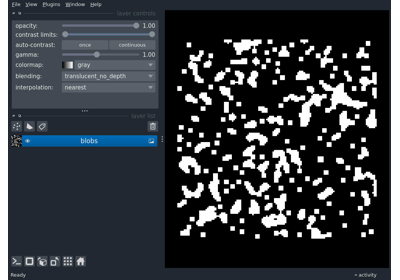 File View Plugins Window Help
layer controls
opacity: 1.00
contrast limits:
auto-contrast: once continuous
gamma: 1.00
colormap: gray
blending: translucent_no_depth
interpolation: nearest
layer list
blobs
Ready activity